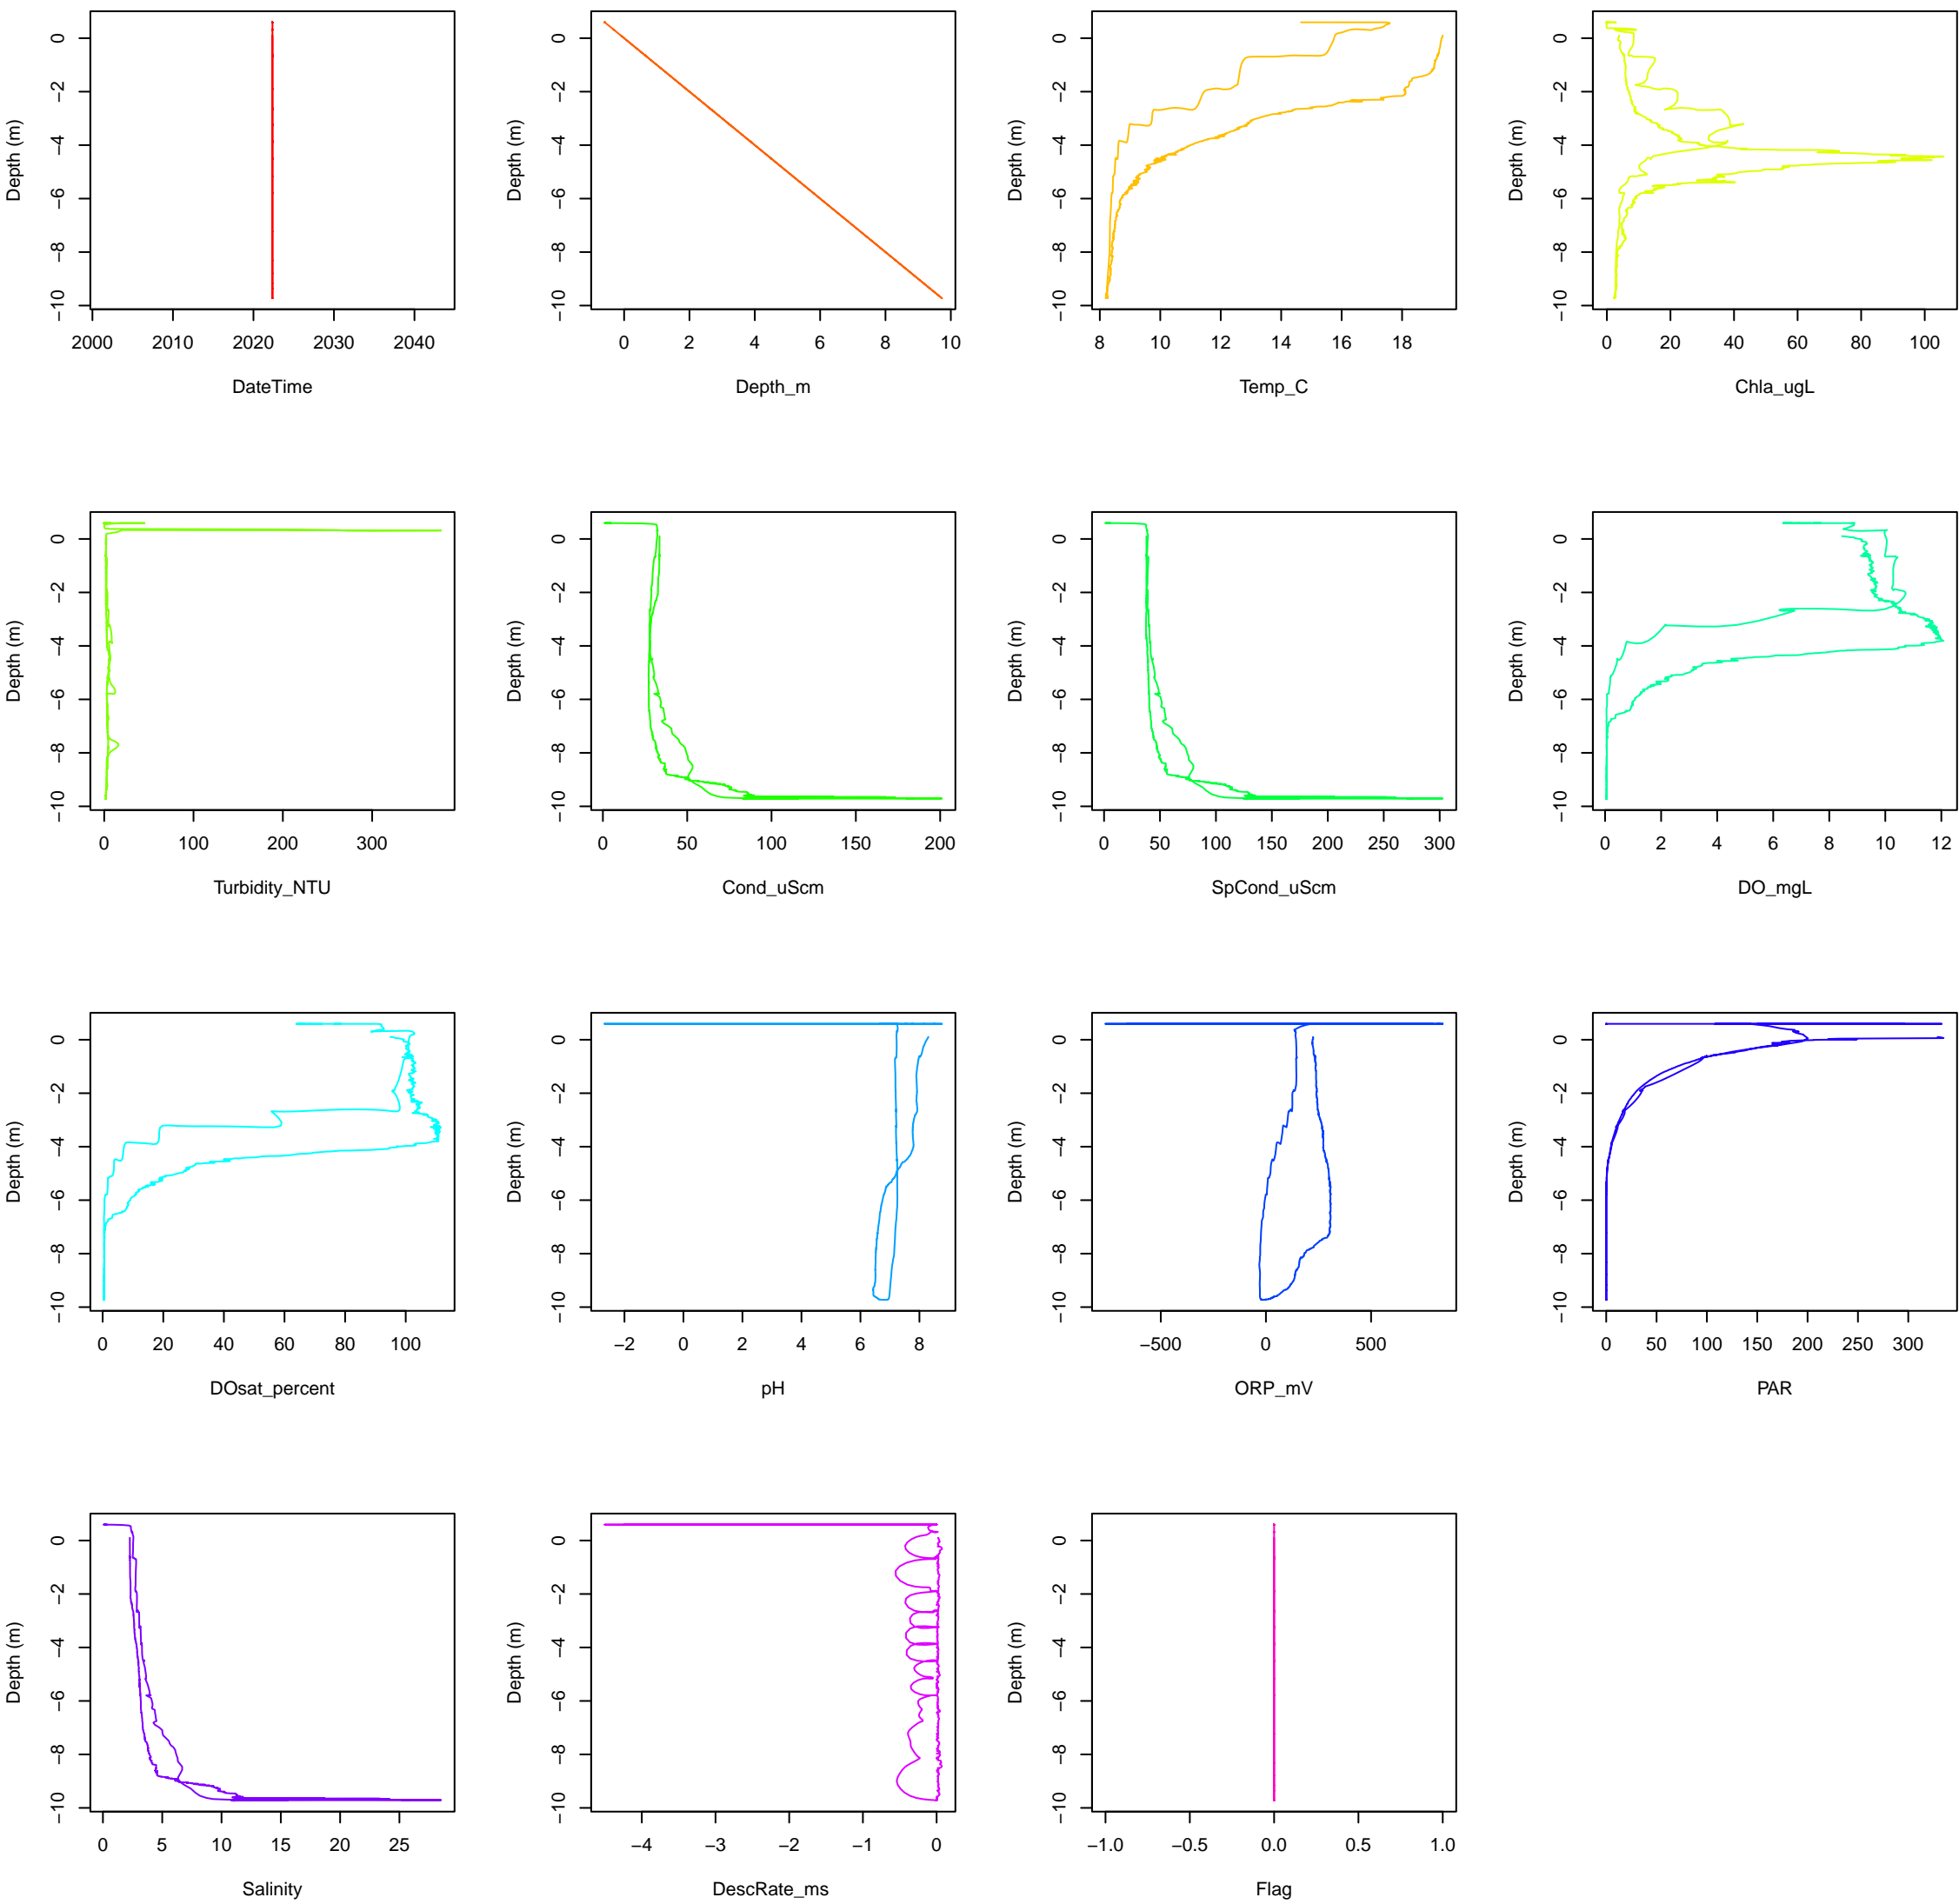 Depth (m)
0
−2
−4
−6
−8
−10
2000 2010 2020 2030 2040
DateTime
Depth (m)
0
−2
−4
−6
−8
−10
0 2 4 6 8 10
Depth_m
Depth (m)
0
−2
−4
−6
−8
−10
8 10 12 14 16 18
Temp_C
Depth (m)
0
−2
−4
−6
−8
−10
0 20 40 60 80 100
Chla_ugL
Depth (m)
0
−2
−4
−6
−8
−10
0 100 200 300
Turbidity_NTU
Depth (m)
0
−2
−4
−6
−8
−10
0 50 100 150 200
Cond_uScm
Depth (m)
0
−2
−4
−6
−8
−10
0 50 100 150 200 250 300
SpCond_uScm
Depth (m)
0
−2
−4
−6
−8
−10
0 2 4 6 8 10 12
DO_mgL
Depth (m)
0
−2
−4
−6
−8
−10
0 20 40 60 80 100
DOsat_percent
Depth (m)
0
−2
−4
−6
−8
−10
−2 0 2 4 6 8
pH
Depth (m)
0
−2
−4
−6
−8
−10
−500 0 500
ORP_mV
Depth (m)
0
−2
−4
−6
−8
−10
0 50 100 150 200 250 300
PAR
Depth (m)
0
−2
−4
−6
−8
−10
0 5 10 15 20 25
Salinity
Depth (m)
0
−2
−4
−6
−8
−10
−4 −3 −2 −1 0
DescRate_ms
Depth (m)
0
−2
−4
−6
−8
−10
−1.0 −0.5 0.0 0.5 1.0
Flag